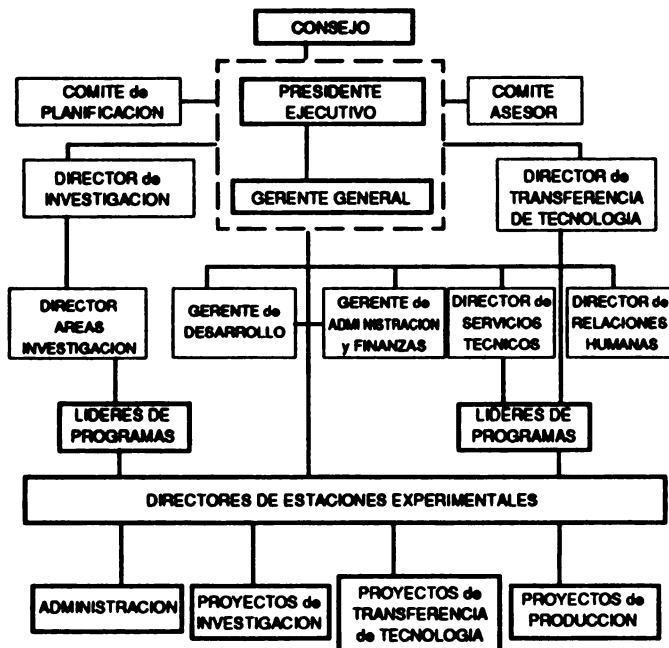 CONSEJO
COMITE de
PLANIFICACION
PRESIDENTE
EJECUTIVO
COMITE
ASESOR
DIRECTOR de
INVESTIGACION
GERENTE GENERAL
DIRECTOR de
TRANSFERENCIA
DE TECNOLOGIA
DIRECTOR
AREAS
INVESTIGACION
GERENTE de
DESARROLLO
GERENTE de
ADMINISTRACION
y FINANZAS
DIRECTOR de
SERVICIOS
TECNICOS
DIRECTOR de
RELACIONES
HUMANAS
LIDERES DE
PROGRAMAS
LIDERES DE
PROGRAMAS
DIRECTORES DE ESTACIONES EXPERIMENTALES
ADMINISTRACION
PROYECTOS de
INVESTIGACION
PROYECTOS de
TRANSFERENCIA
de TECNOLOGIA
PROYECTOS de
PRODUCCION